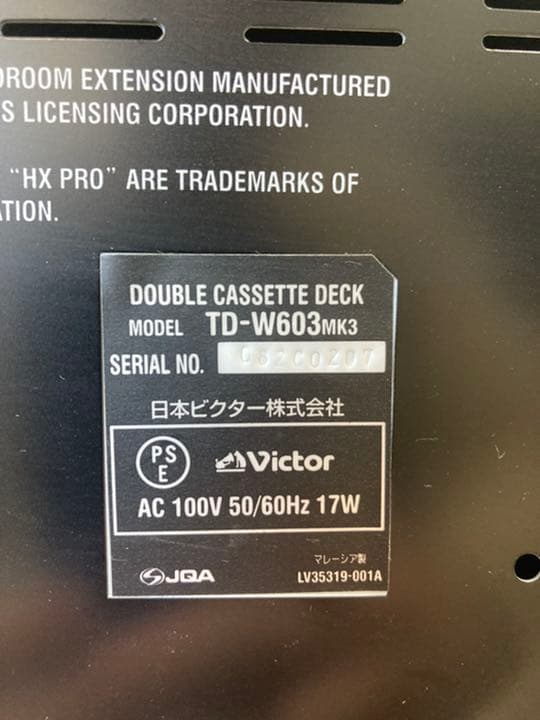 DROOM EXTENSION MANUFACTURED
S LICENSING CORPORATION.
"HX PRO" ARE TRADEMARKS OF
TION.
DOUBLE CASSETTE DECK
MODEL TD-W603MK3
SERIAL NO.
日本ビクター株式会社
PS
E
Victor
AC 100V 50/60Hz 17W
JQA
マレーシア製
LV35319-001A